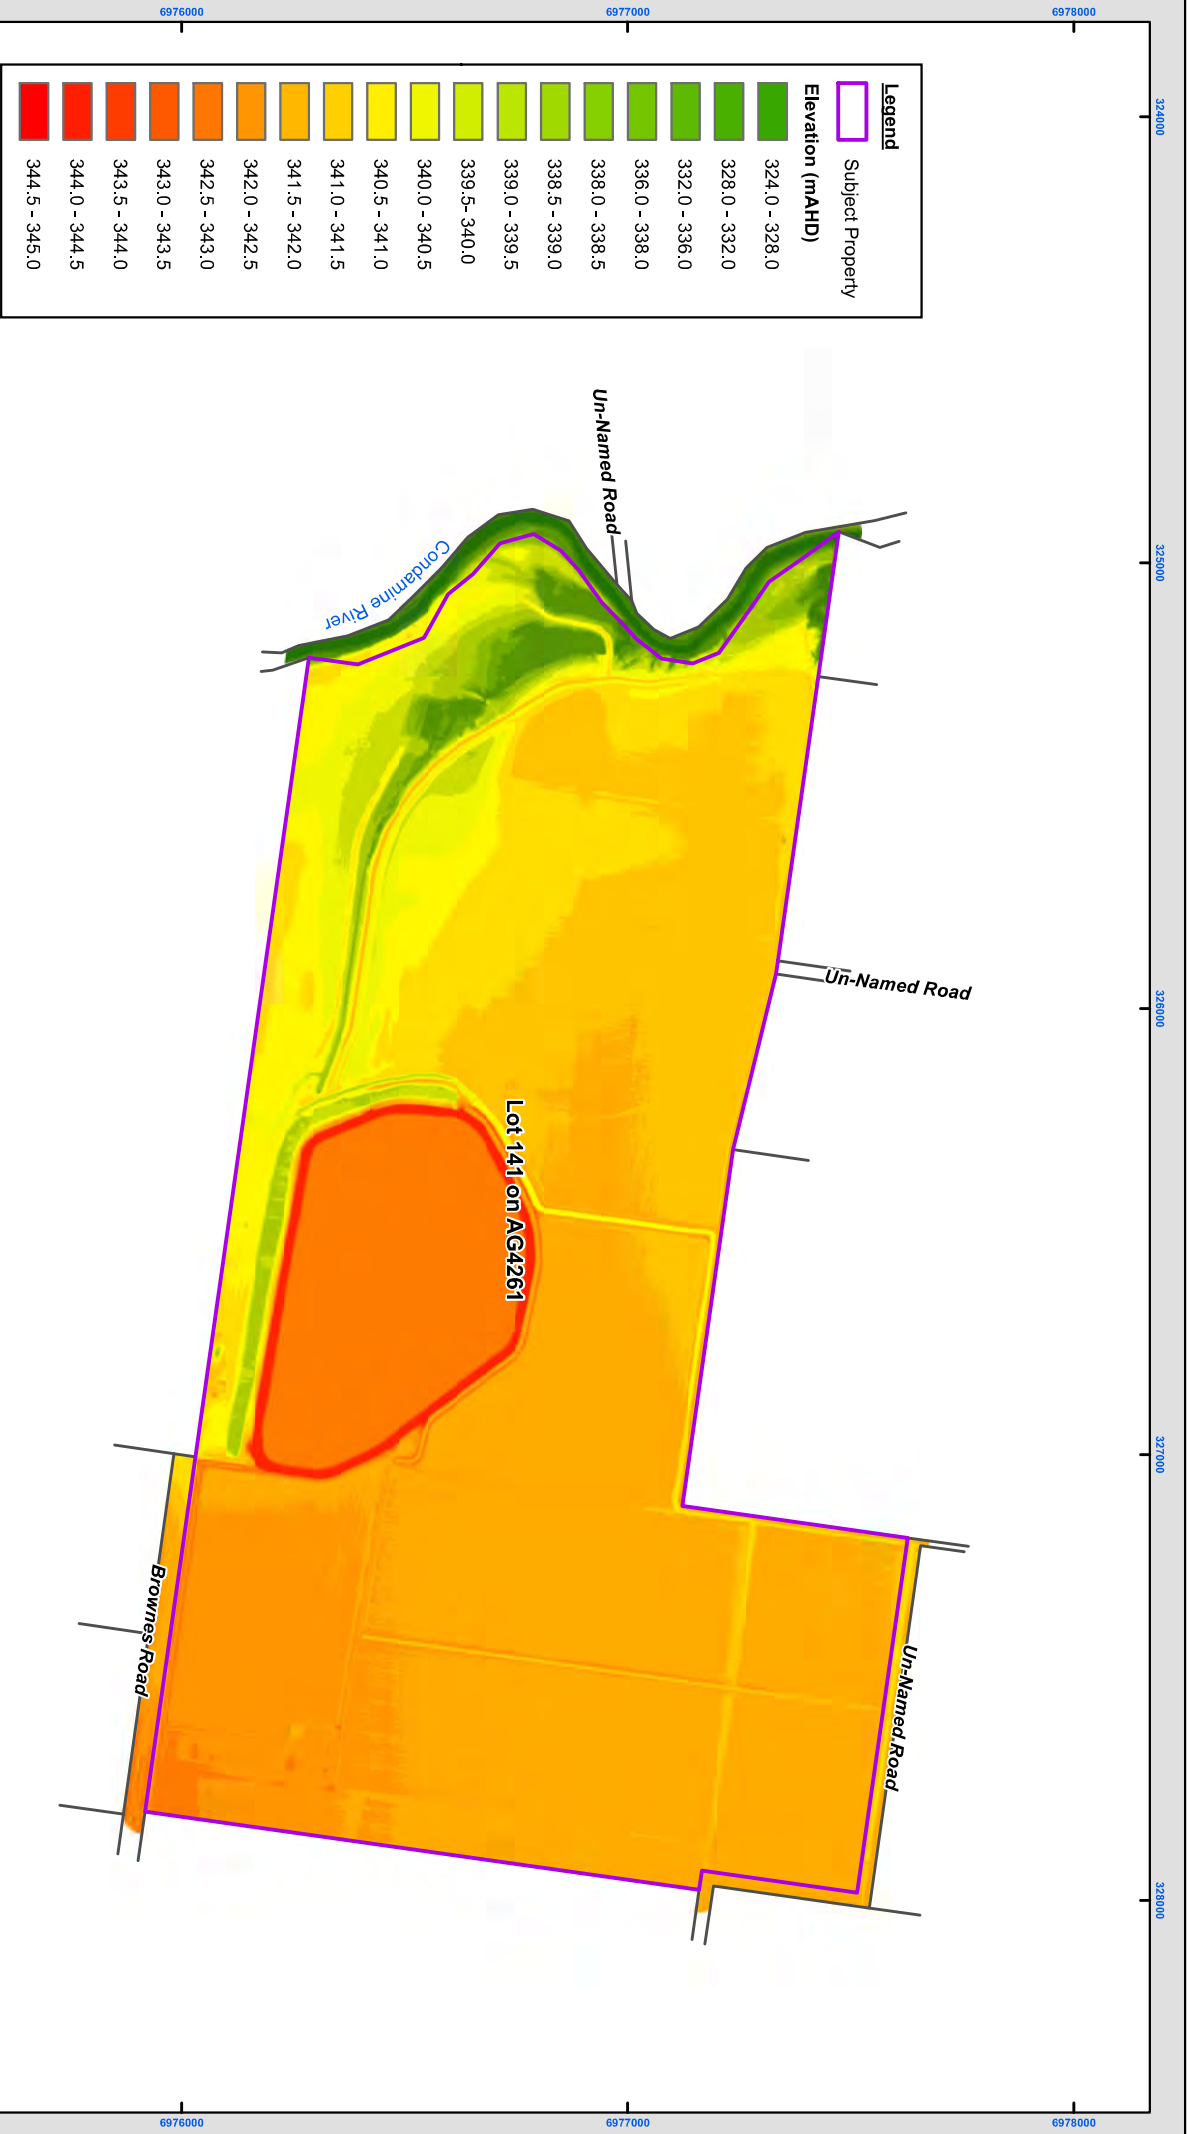 6976000
6977000
6978000
324000
325000
326000
327000
328000
Legend
Subject Property
Elevation (mAHD)
324.0 - 328.0
328.0 - 332.0
332.0 - 336.0
336.0 - 338.0
338.0 - 338.5
338.5 - 339.0
339.0 - 339.5
339.5- 340.0
340.0 - 340.5
340.5 - 341.0
341.0 - 341.5
341.5 - 342.0
342.0 - 342.5
342.5 - 343.0
343.0 - 343.5
343.5 - 344.0
344.0 - 344.5
344.5 - 345.0
Un-Named Road
Condamine River
Un-Named Road
Lot 141 on AG4261
Brownes Road
Un-Named Road
6976000
6977000
6978000